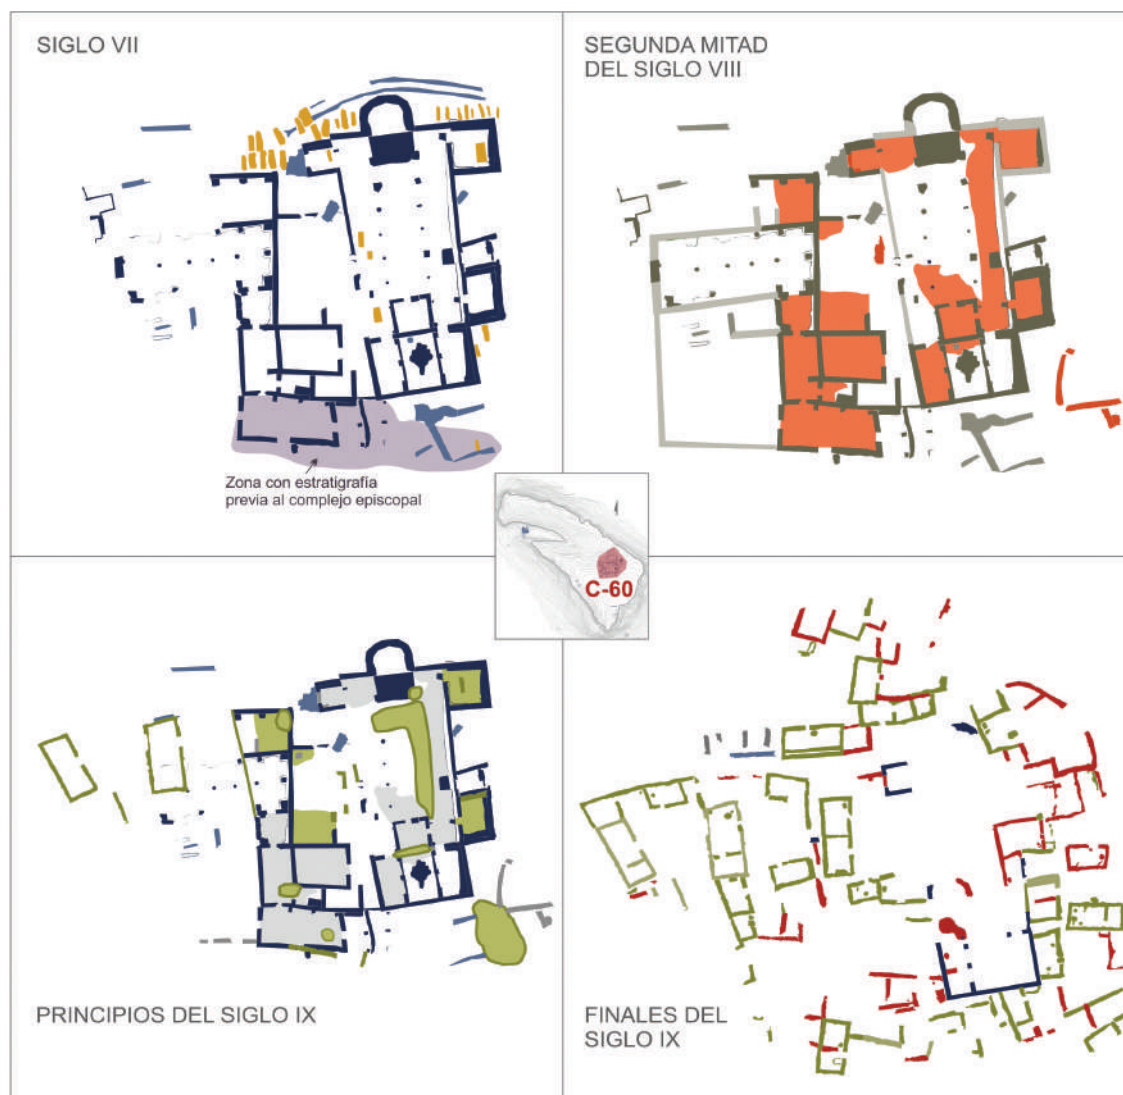 SIGLO VII
SEGUNDA MITAD
DEL SIGLO VIII
Zona con estratigrafía
previa al complejo episcopal
C-60
PRINCIPIOS DEL SIGLO IX
FINALES DEL
SIGLO IX